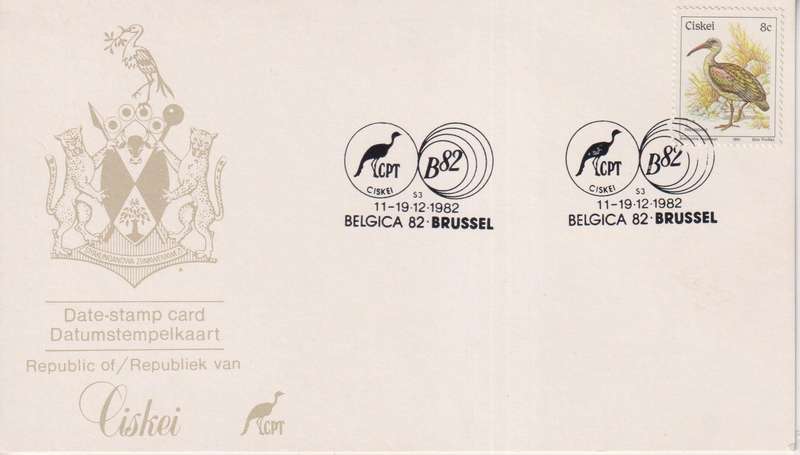 Ciskei 8c
CPT B82
CISKEI S3
11-19·12·1982
BELGICA 82·BRUSSEL
CPT B82
CISKEI S3
11-19·12·1982
BELGICA 82·BRUSSEL
Date-stamp card
Datumstempelkaart
Republic of/Republiek van
Ciskei
CPT